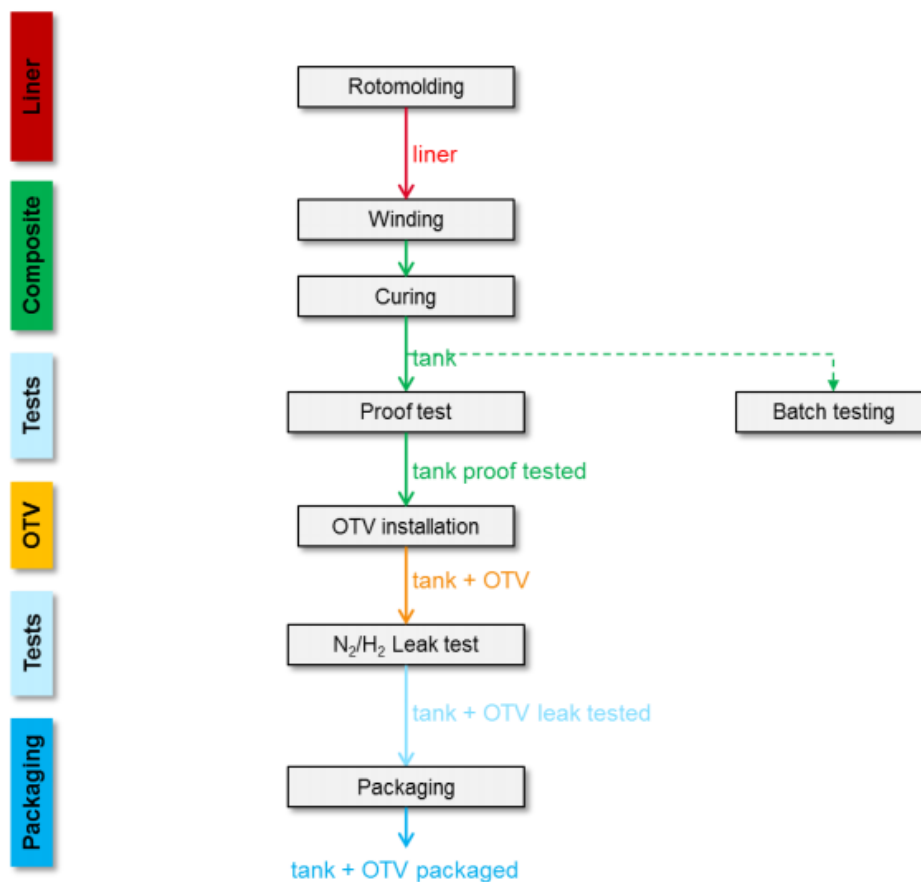 Liner
Rotomolding
liner
Composite
Winding
Curing
tank
Tests
Proof test
Batch testing
tank proof tested
OTV
OTV installation
tank + OTV
Tests
N₂/H₂ Leak test
tank + OTV leak tested
Packaging
Packaging
tank + OTV packaged